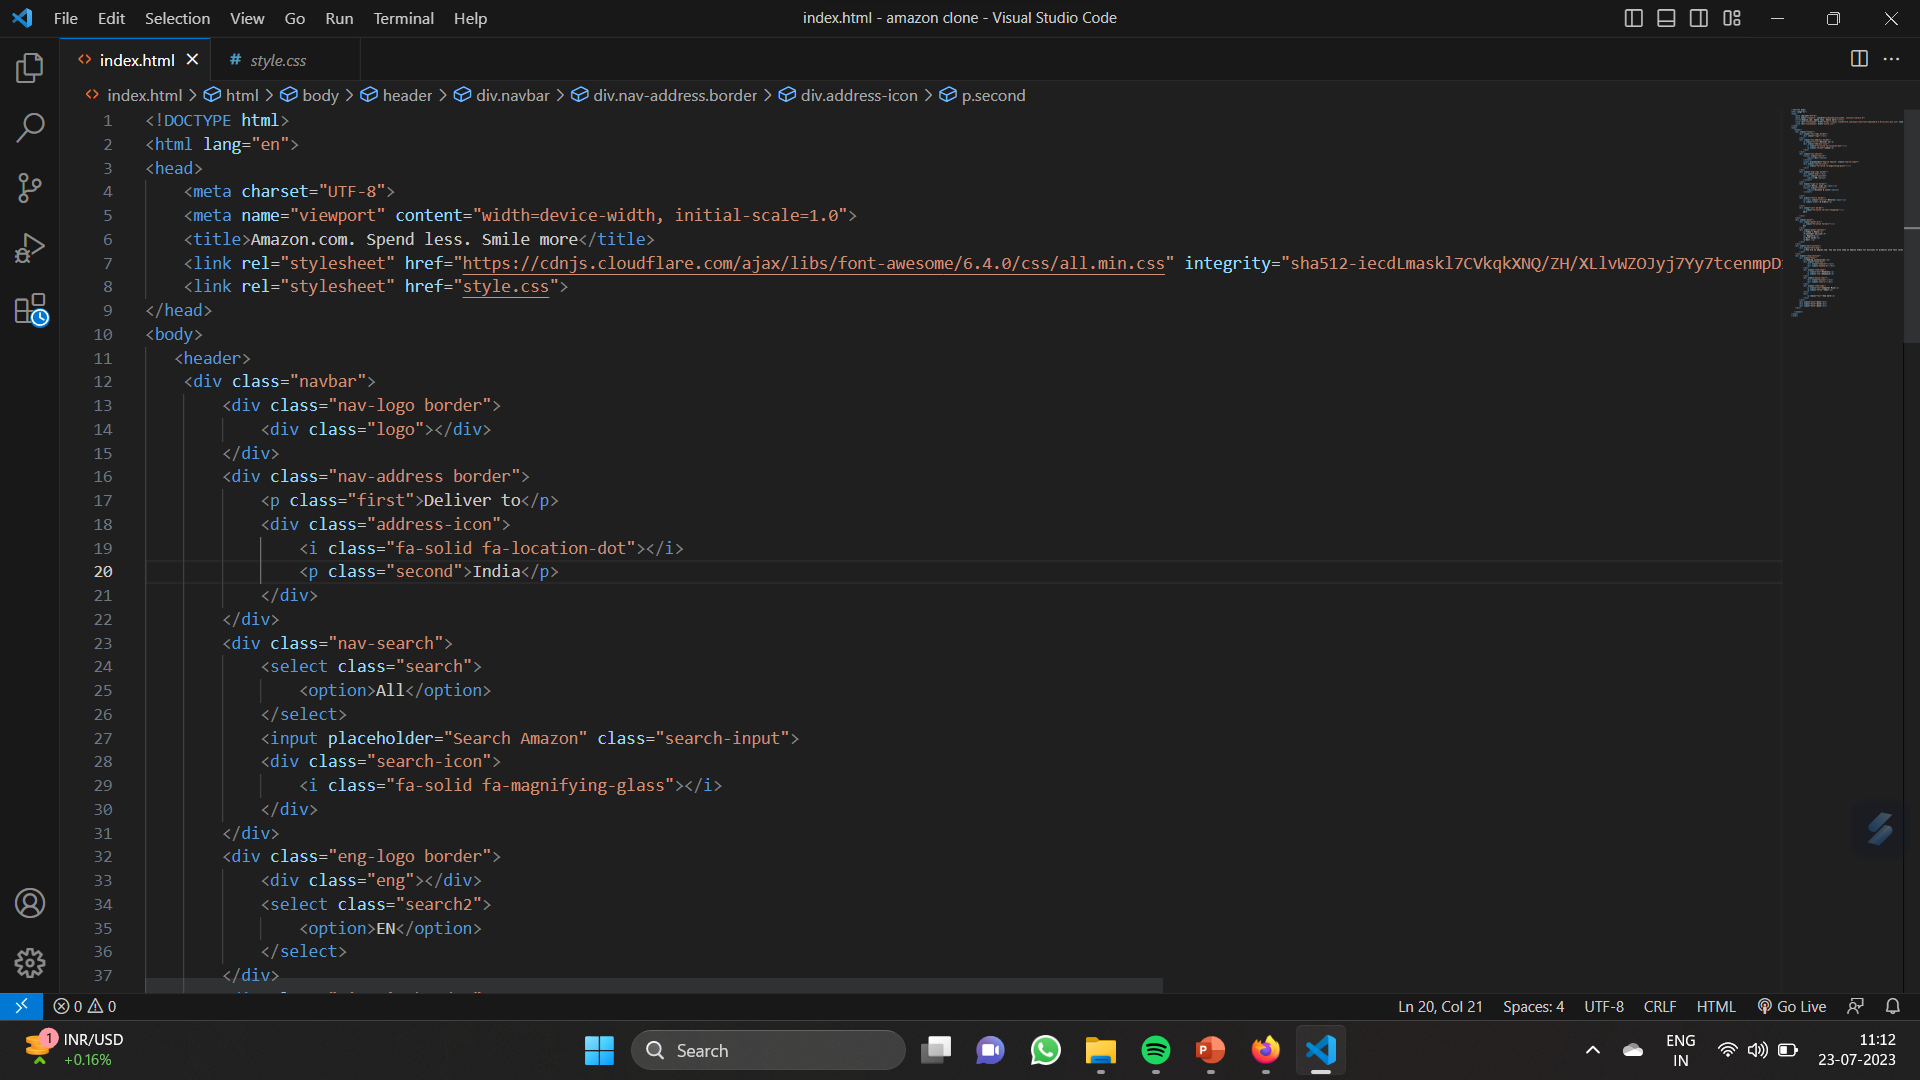 File Edit Selection View Go Run Terminal Help
index.html - amazon clone - Visual Studio Code
index.html
# style.css
index.html > html > body > header > div.navbar > div.nav-address.border > div.address-icon > p.second
1 <!DOCTYPE html>
2 <html lang="en">
3 <head>
4 <meta charset="UTF-8">
5 <meta name="viewport" content="width=device-width, initial-scale=1.0">
6 <title>Amazon.com. Spend less. Smile more</title>
7 <link rel="stylesheet" href="https://cdnjs.cloudflare.com/ajax/libs/font-awesome/6.4.0/css/all.min.css" integrity="sha512-iecdLmaskl7CVkqkXNQ/ZH/XLlvWZOJyj7Yy7tcenmpD
8 <link rel="stylesheet" href="style.css">
9 </head>
10 <body>
11 <header>
12 <div class="navbar">
13 <div class="nav-logo border">
14 <div class="logo"></div>
15 </div>
16 <div class="nav-address border">
17 <p class="first">Deliver to</p>
18 <div class="address-icon">
19 <i class="fa-solid fa-location-dot"></i>
20 <p class="second">India</p>
21 </div>
22 </div>
23 <div class="nav-search">
24 <select class="search">
25 <option>All</option>
26 </select>
27 <input placeholder="Search Amazon" class="search-input">
28 <div class="search-icon">
29 <i class="fa-solid fa-magnifying-glass"></i>
30 </div>
31 </div>
32 <div class="eng-logo border">
33 <div class="eng"></div>
34 <select class="search2">
35 <option>EN</option>
36 </select>
37 </div>
0 0
Ln 20, Col 21 Spaces: 4 UTF-8 CRLF HTML Go Live
1 INR/USD
+0.16%
Search
ENG
IN
11:12
23-07-2023